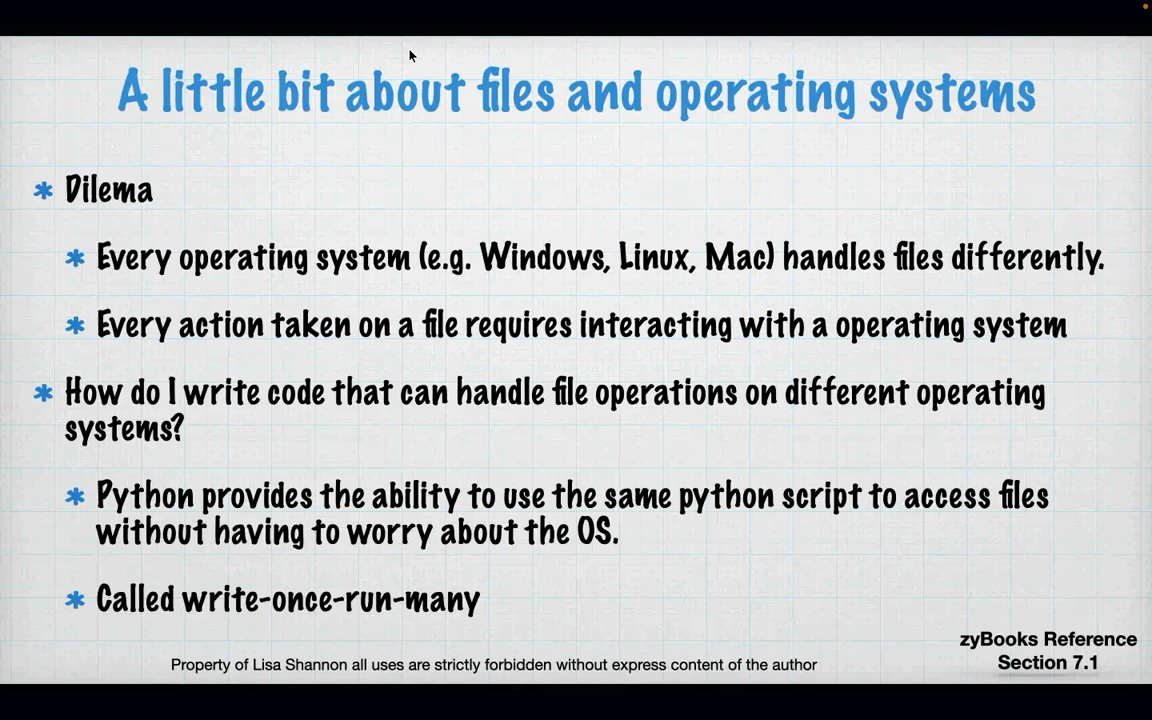 A little bit about files and operating systems
* Dilema
* Every operating system (e.g. Windows, Linux, Mac) handles files differently.
* Every action taken on a file requires interacting with a operating system
* How do I write code that can handle file operations on different operating
systems?
* Python provides the ability to use the same python script to access files
without having to worry about the OS.
* Called write-once-run-many
zyBooks Reference
Section 7.1
Property of Lisa Shannon all uses are strictly forbidden without express content of the author